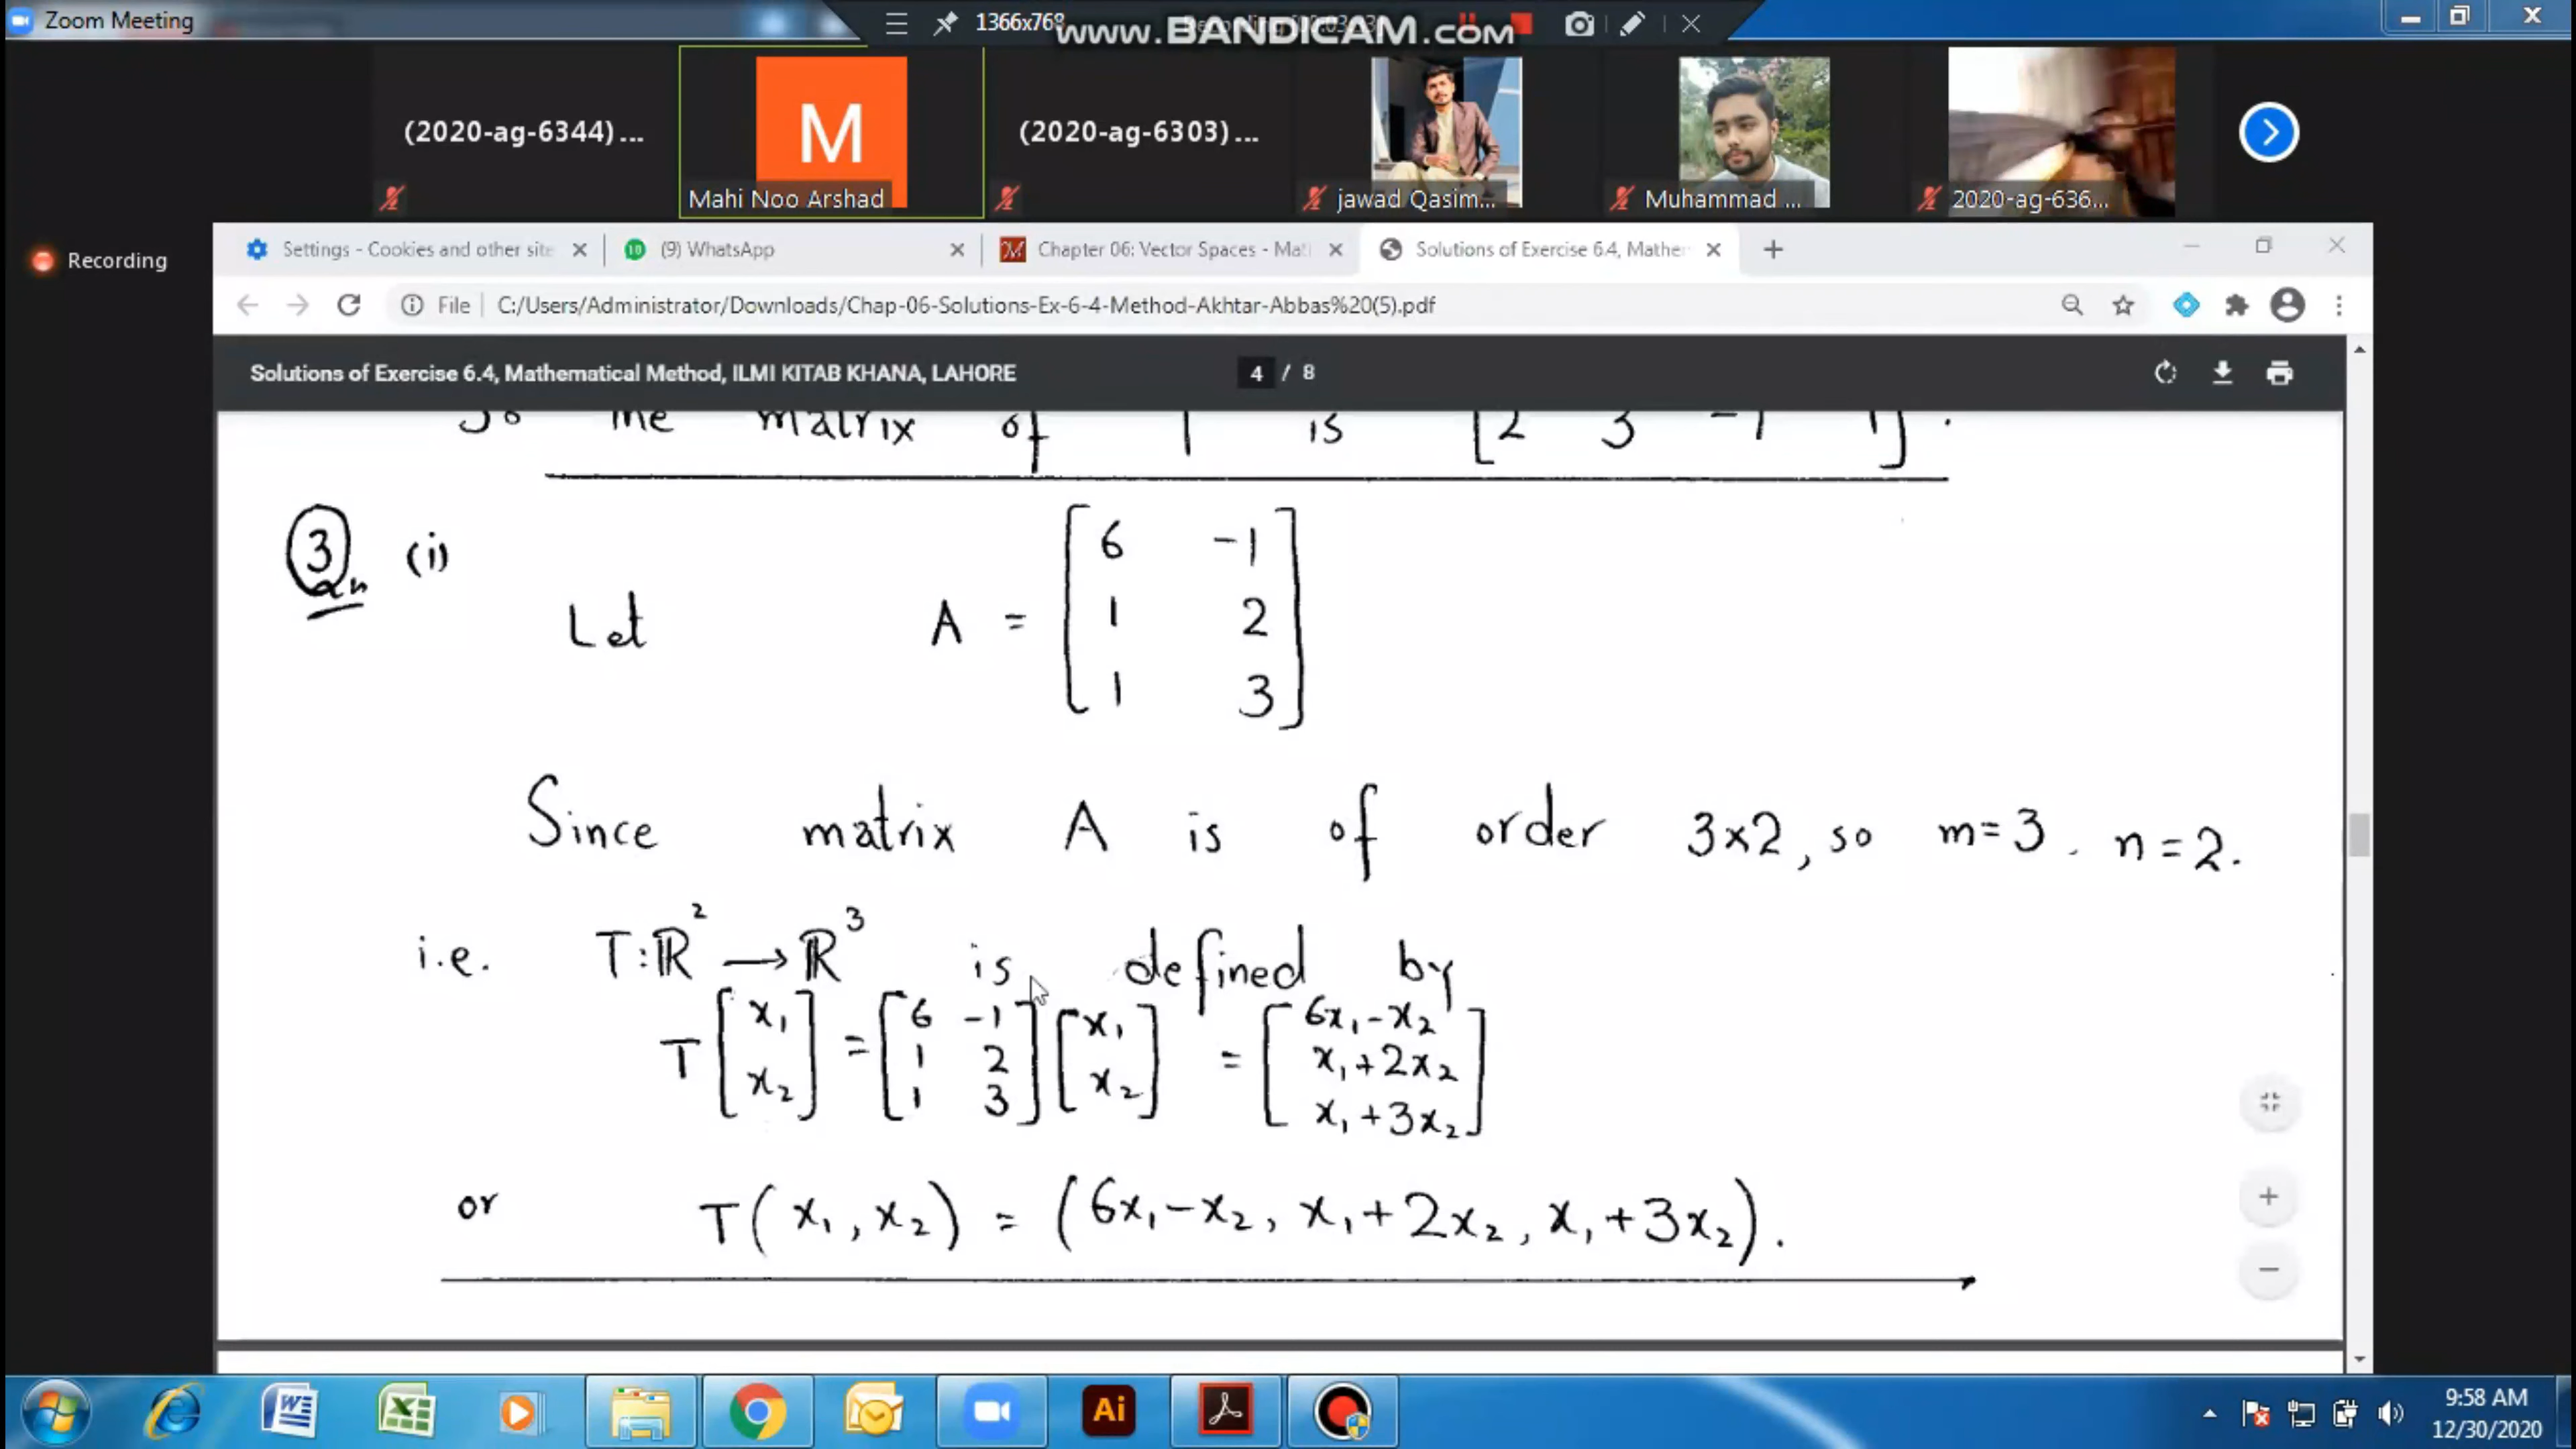 Zoom Meeting
1366x768
www.BANDICAM.com
(2020-ag-6344) ...
M
Mahi Noo Arshad
(2020-ag-6303) ...
jawad Qasim...
Muhammad ...
2020-ag-636...
Recording
Settings - Cookies and other site
(9) WhatsApp
Chapter 06: Vector Spaces - Mat
Solutions of Exercise 6.4, Mather
File | C:/Users/Administrator/Downloads/Chap-06-Solutions-Ex-6-4-Method-Akhtar-Abbas%20(5).pdf
Solutions of Exercise 6.4, Mathematical Method, ILMI KITAB KHANA, LAHORE
4 / 8
So the matrix of T is [2 3 -1 1].
3 (i)
Qn
Let A = [6 -1
1 2
1 3]
Since matrix A is of order 3x2, so m=3. n=2.
i.e. T:ℝ² → ℝ³ is defined by
T[x₁ x₂] = [6 -1 1 2 1 3][x₁ x₂] = [6x₁-x₂ x₁+2x₂ x₁+3x₂]
or T(x₁, x₂) = (6x₁-x₂, x₁+2x₂, x₁+3x₂).
Ai
9:58 AM
12/30/2020